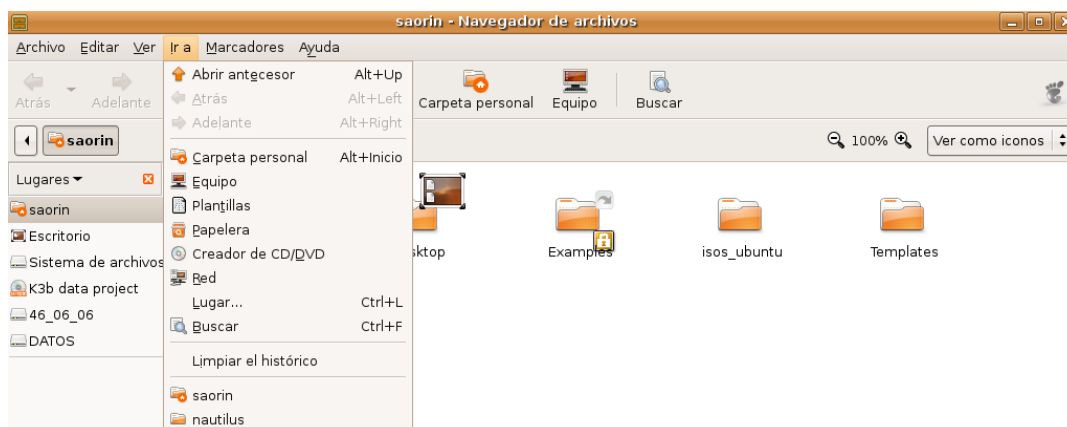 saorin - Navegador de archivos
Archivo Editar Ver Ir a Marcadores Ayuda
Atrás Adelante Carpeta personal Equipo Buscar
saorin 100% Ver como iconos
Lugares
saorin
Escritorio
Sistema de archivos
K3b data project
46_06_06
DATOS
Abrir antecesor Alt+Up
Atrás Alt+Left
Adelante Alt+Right
Carpeta personal Alt+Inicio
Equipo
Plantillas
Papelera
Creador de CD/DVD
Red
Lugar... Ctrl+L
Buscar Ctrl+F
Limpiar el histórico
saorin
nautilus
sktop Examples isos_ubuntu Templates